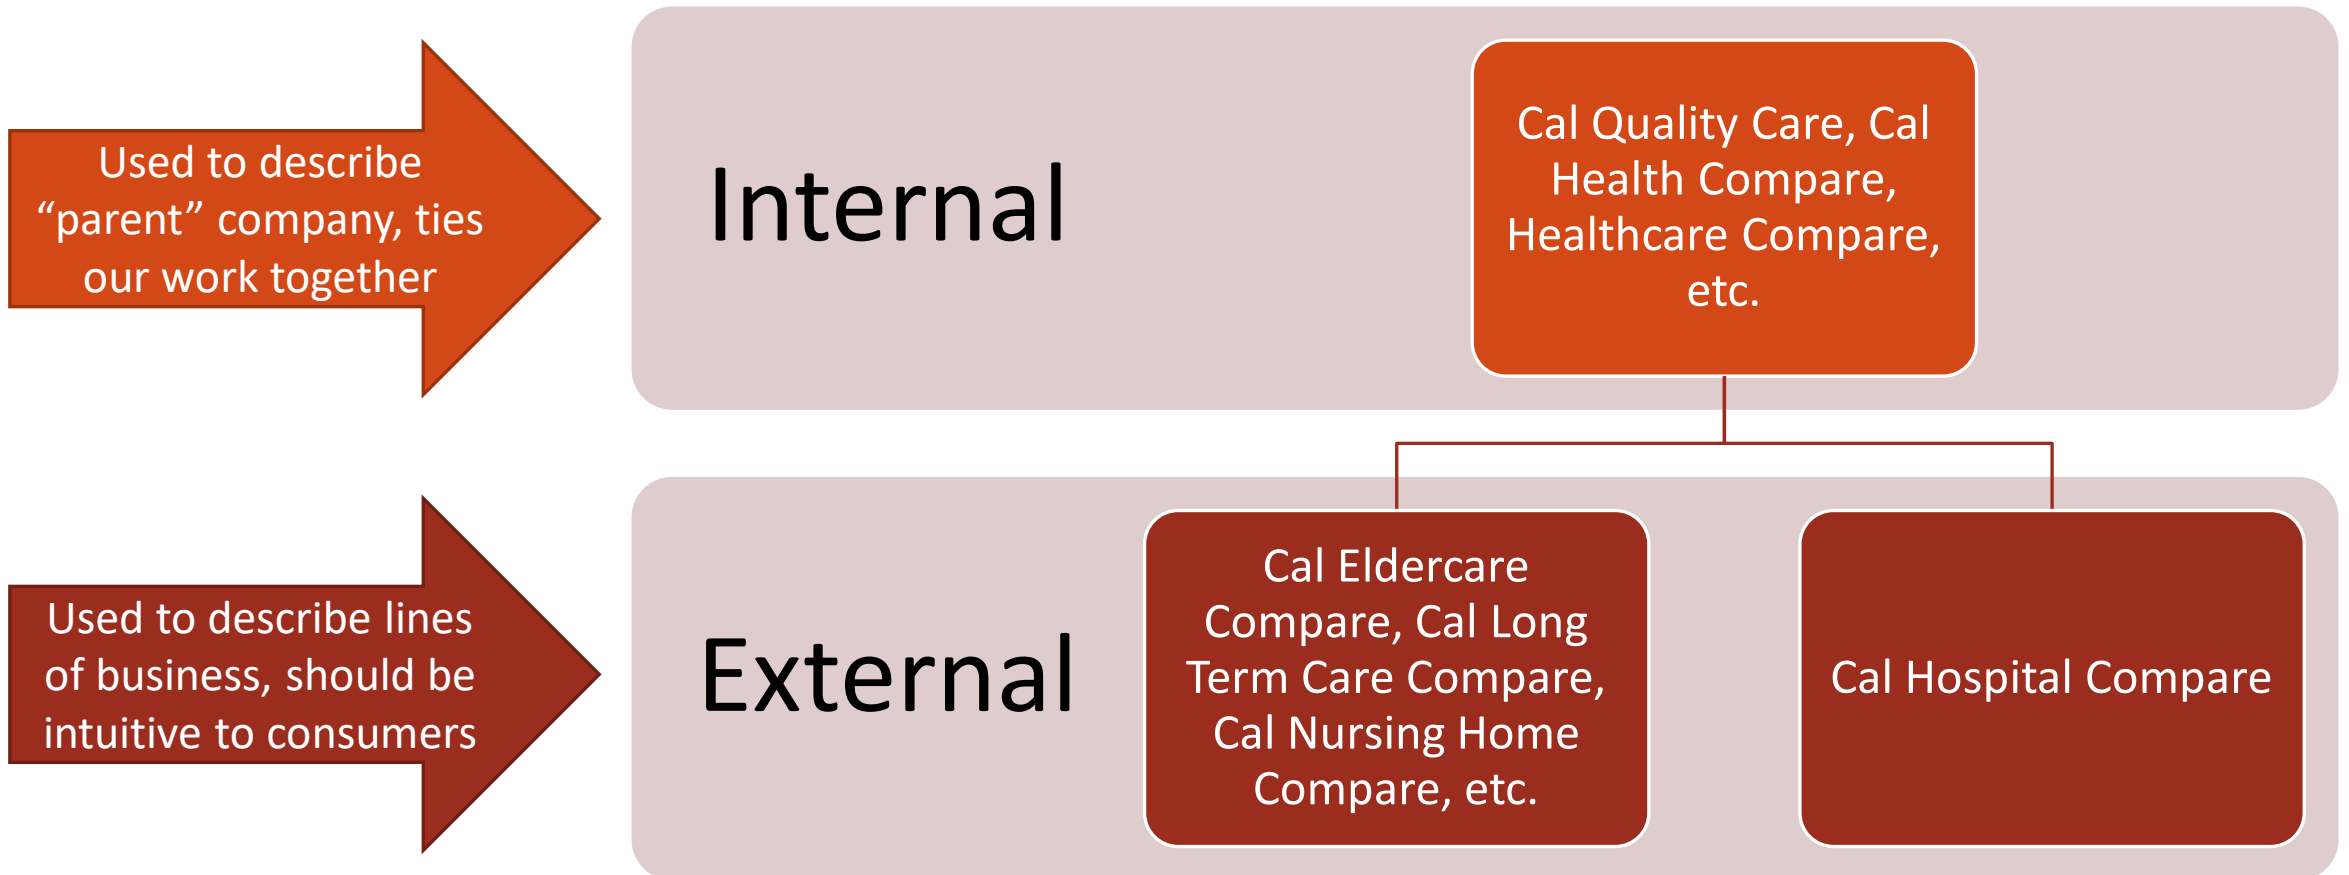 Used to describe
“parent” company, ties
our work together
Internal
Cal Quality Care, Cal
Health Compare,
Healthcare Compare,
etc.
Used to describe lines
of business, should be
intuitive to consumers
External
Cal Eldercare
Compare, Cal Long
Term Care Compare,
Cal Nursing Home
Compare, etc.
Cal Hospital Compare